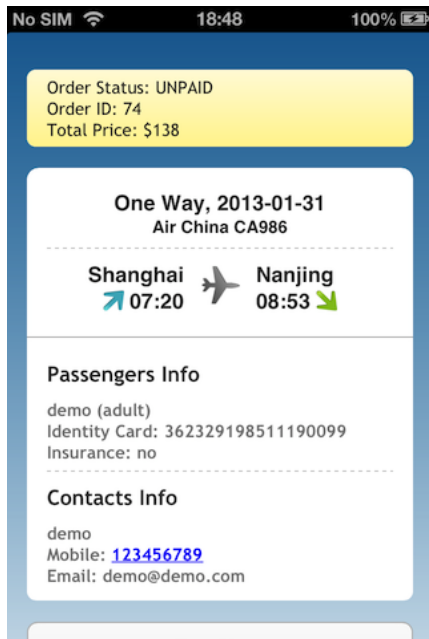 No SIM 18:48 100%
Order Status: UNPAID
Order ID: 74
Total Price: $138
One Way, 2013-01-31
Air China CA986
Shanghai Nanjing
07:20 08:53
Passengers Info
demo (adult)
Identity Card: 362329198511190099
Insurance: no
Contacts Info
demo
Mobile: 123456789
Email: demo@demo.com